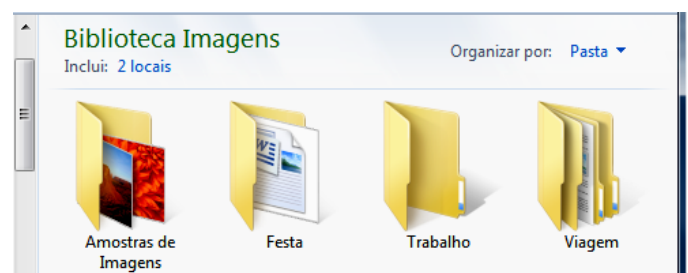 Biblioteca Imagens
Organizar por: Pasta
Inclui: 2 locais
W
Amostras de
Imagens
Festa
Trabalho
Viagem